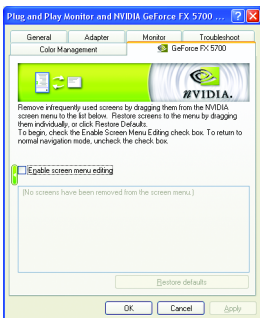 Plug and Play Monitor and NVIDIA GeForce FX 5700 ...
General
Adapter
Monitor
Troubleshoot
Color Management
GeForce FX 5700
NVIDIA.
Remove infrequently used screens by dragging them from the NVIDIA
screen menu to the list below. Restore screens to the menu by dragging
them individually, or click Restore Defaults.
To begin, check the Enable Screen Menu Editing check box. To return to
normal navigation mode, uncheck the check box.
Enable screen menu editing
(No screens have been removed from the screen menu.)
Restore defaults
OK
Cancel
Apply